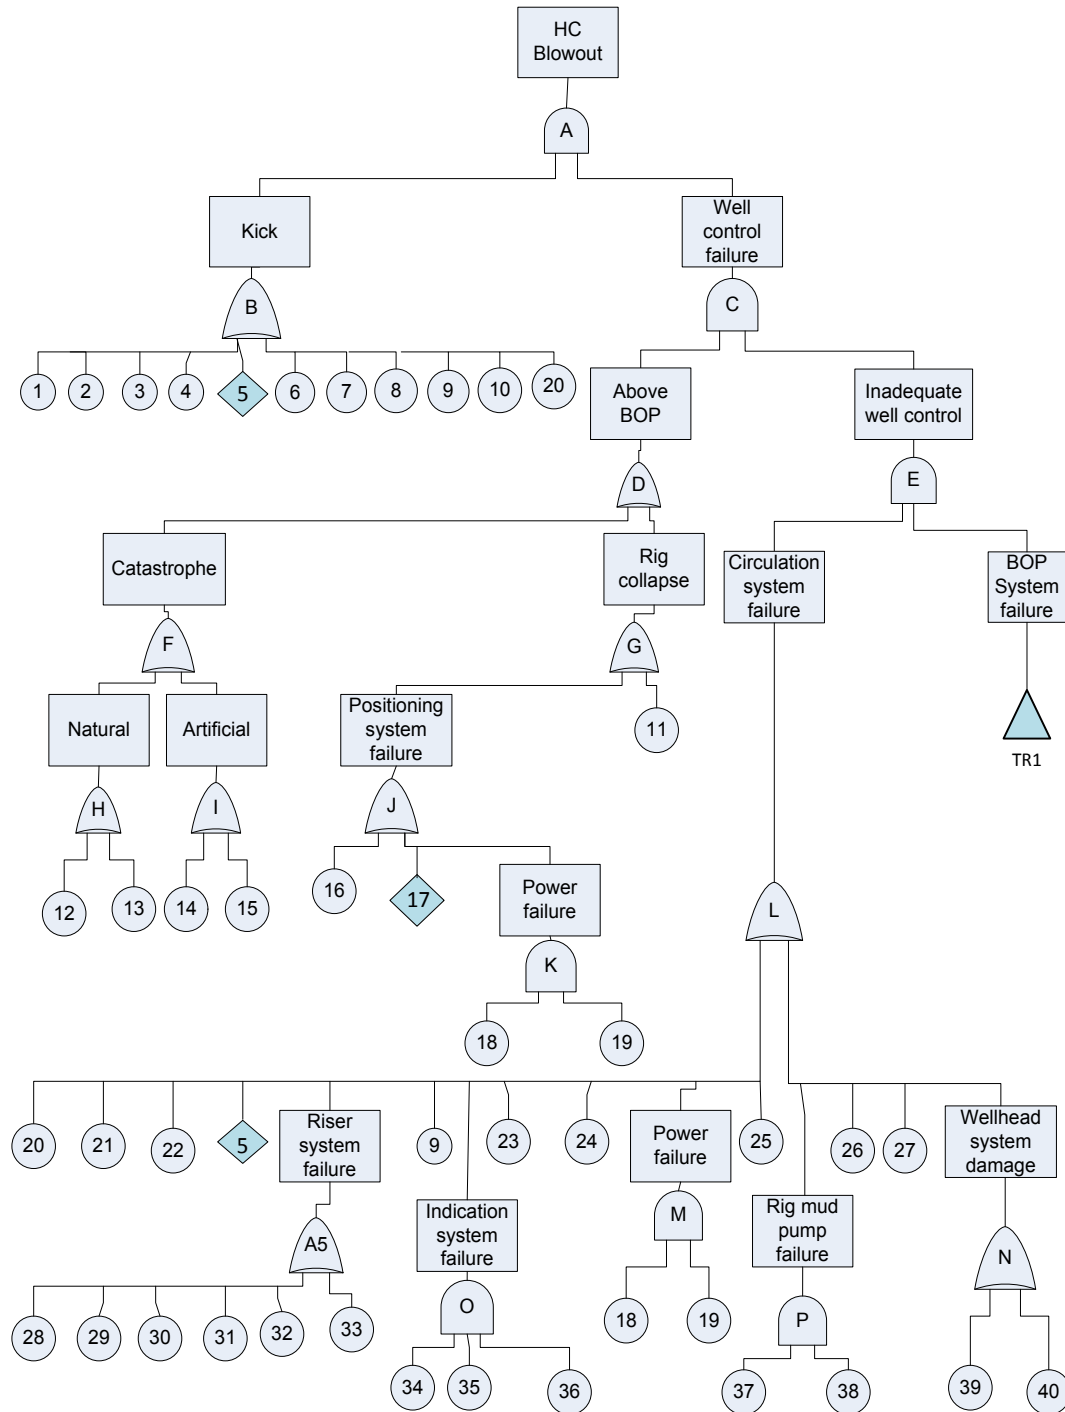 HC
Blowout
A
Kick
Well
control
failure
B
C
1
2
3
4
5
6
7
8
9
10
20
Above
BOP
Inadequate
well control
D
E
Catastrophe
Rig
collapse
Circulation
system
failure
BOP
System
failure
F
G
Natural
Artificial
Positioning
system
failure
11
TR1
H
I
J
12
13
14
15
16
17
Power
failure
L
K
18
19
20
21
22
5
Riser
system
failure
9
23
24
Power
failure
25
26
27
Wellhead
system
damage
Indication
system
failure
Rig mud
pump
failure
A5
M
N
O
P
28
29
30
31
32
33
18
19
34
35
36
37
38
39
40